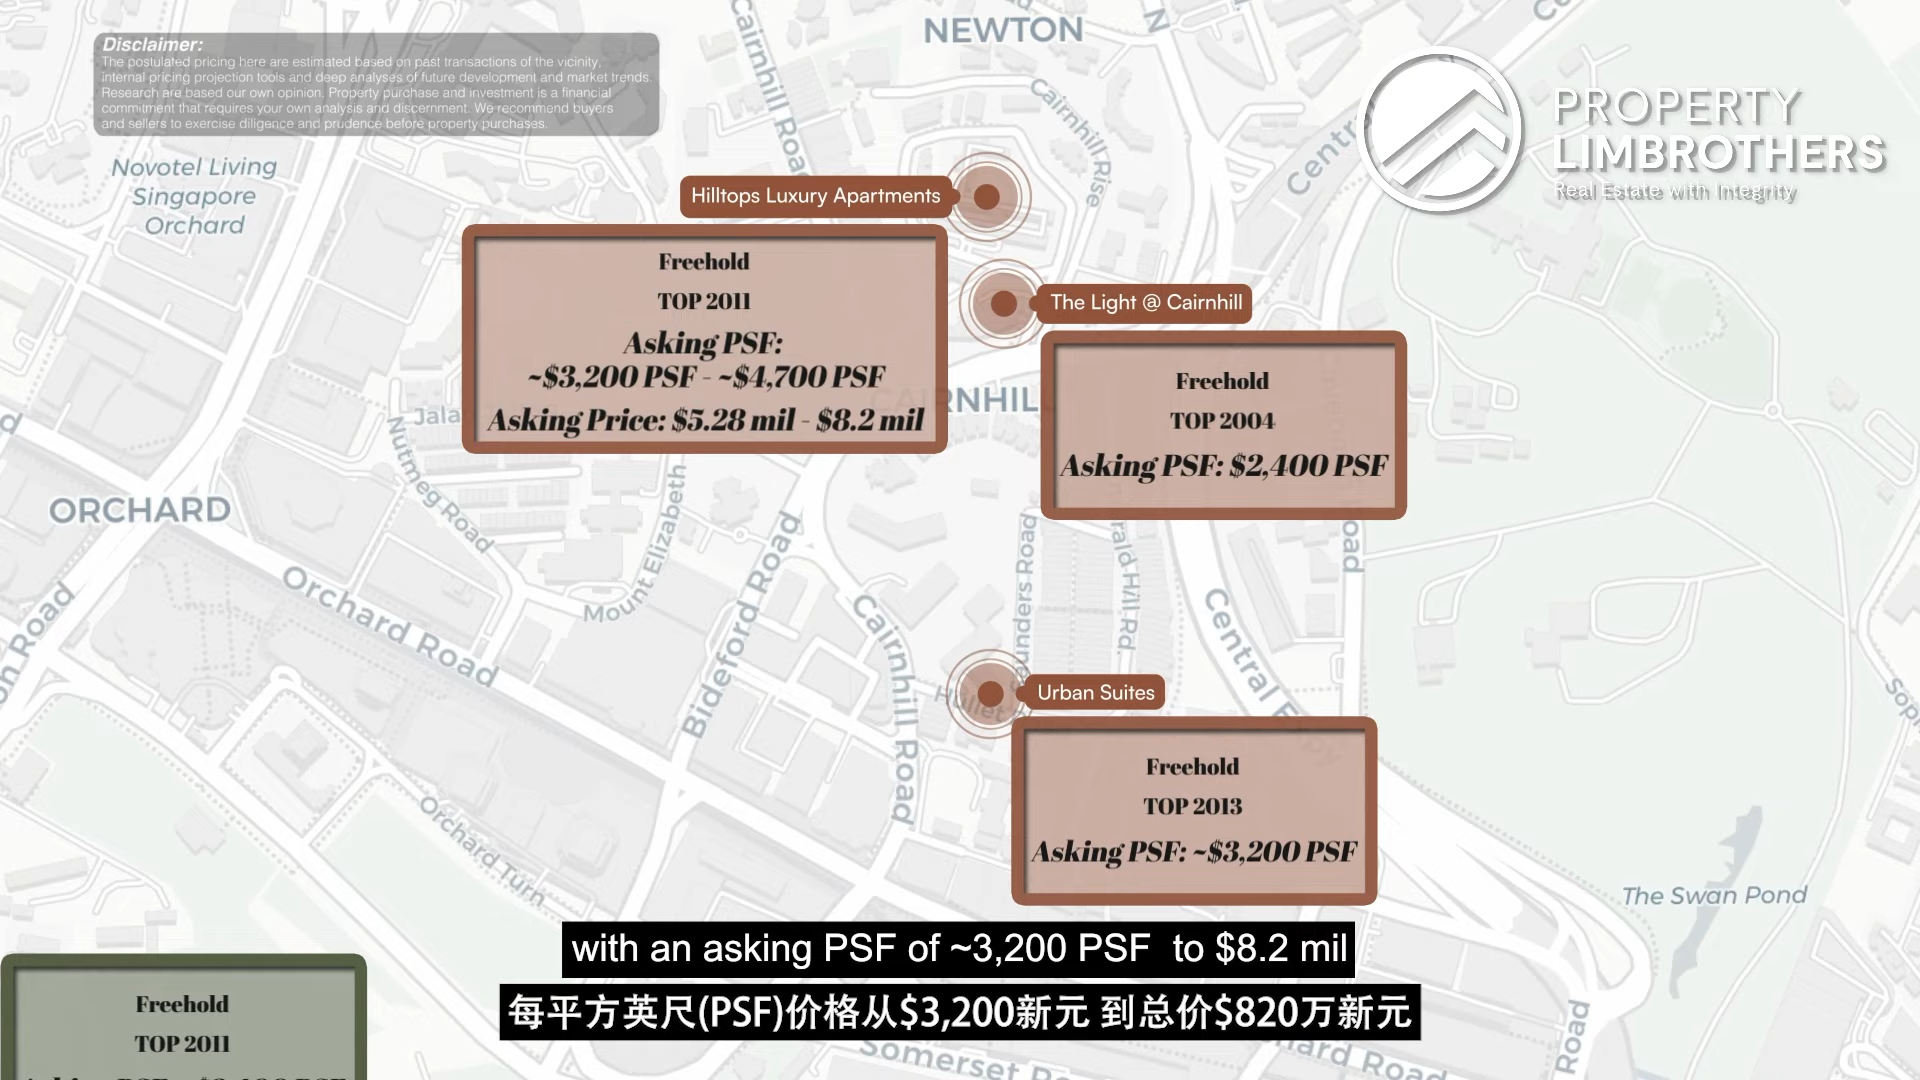 NEWTON
Disclaimer:
The postulated pricing here are estimated based on past transactions of the vicinity,
internal pricing projection tools and deep analyses of future development and market trends.
Research are based our own opinion. Property purchase and investment is a financial
commitment that requires your own analysis and discernment. We recommend buyers
and sellers to exercise diligence and prudence before property purchases.
PROPERTY
LIMBROTHERS
Real Estate with Integrity
Cairnhill Road
Cairnhill Rise
Novotel Living
Singapore
Orchard
Hilltops Luxury Apartments
Freehold
TOP 2011
Asking PSF:
~$3,200 PSF - ~$4,700 PSF
Asking Price: $5.28 mil - $8.2 mil
The Light @ Cairnhill
Freehold
TOP 2004
Asking PSF: $2,400 PSF
ORCHARD
Nutmeg Road
Mount Elizabeth
Orchard Road
Bideford Road
Cairnhill Road
Central
Orchard Turn
Urban Suites
Freehold
TOP 2013
Asking PSF: ~$3,200 PSF
The Swan Pond
with an asking PSF of ~3,200 PSF to $8.2 mil
每平方英尺(PSF)价格从$3,200新元 到总价$820万新元
Freehold
TOP 2011
Somerset
Road